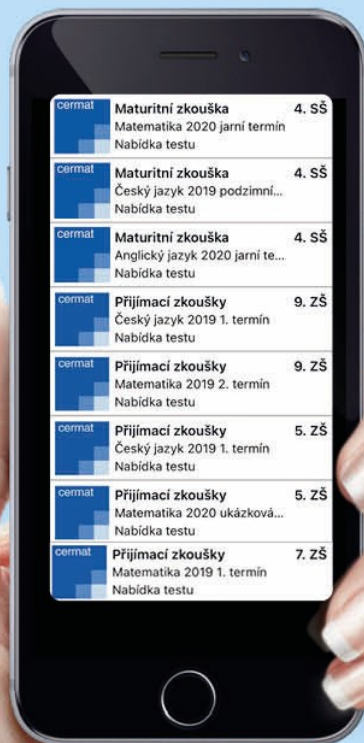 cermat
Maturitní zkouška 4. SŠ
Matematika 2020 jarní termín
Nabídka testu
cermat
Maturitní zkouška 4. SŠ
Český jazyk 2019 podzimní...
Nabídka testu
cermat
Maturitní zkouška 4. SŠ
Anglický jazyk 2020 jarní te...
Nabídka testu
cermat
Přijímací zkoušky 9. ZŠ
Český jazyk 2019 1. termín
Nabídka testu
cermat
Přijímací zkoušky 9. ZŠ
Matematika 2019 2. termín
Nabídka testu
cermat
Přijímací zkoušky 5. ZŠ
Český jazyk 2019 1. termín
Nabídka testu
cermat
Přijímací zkoušky 5. ZŠ
Matematika 2020 ukázková...
Nabídka testu
cermat
Přijímací zkoušky 7. ZŠ
Matematika 2019 1. termín
Nabídka testu